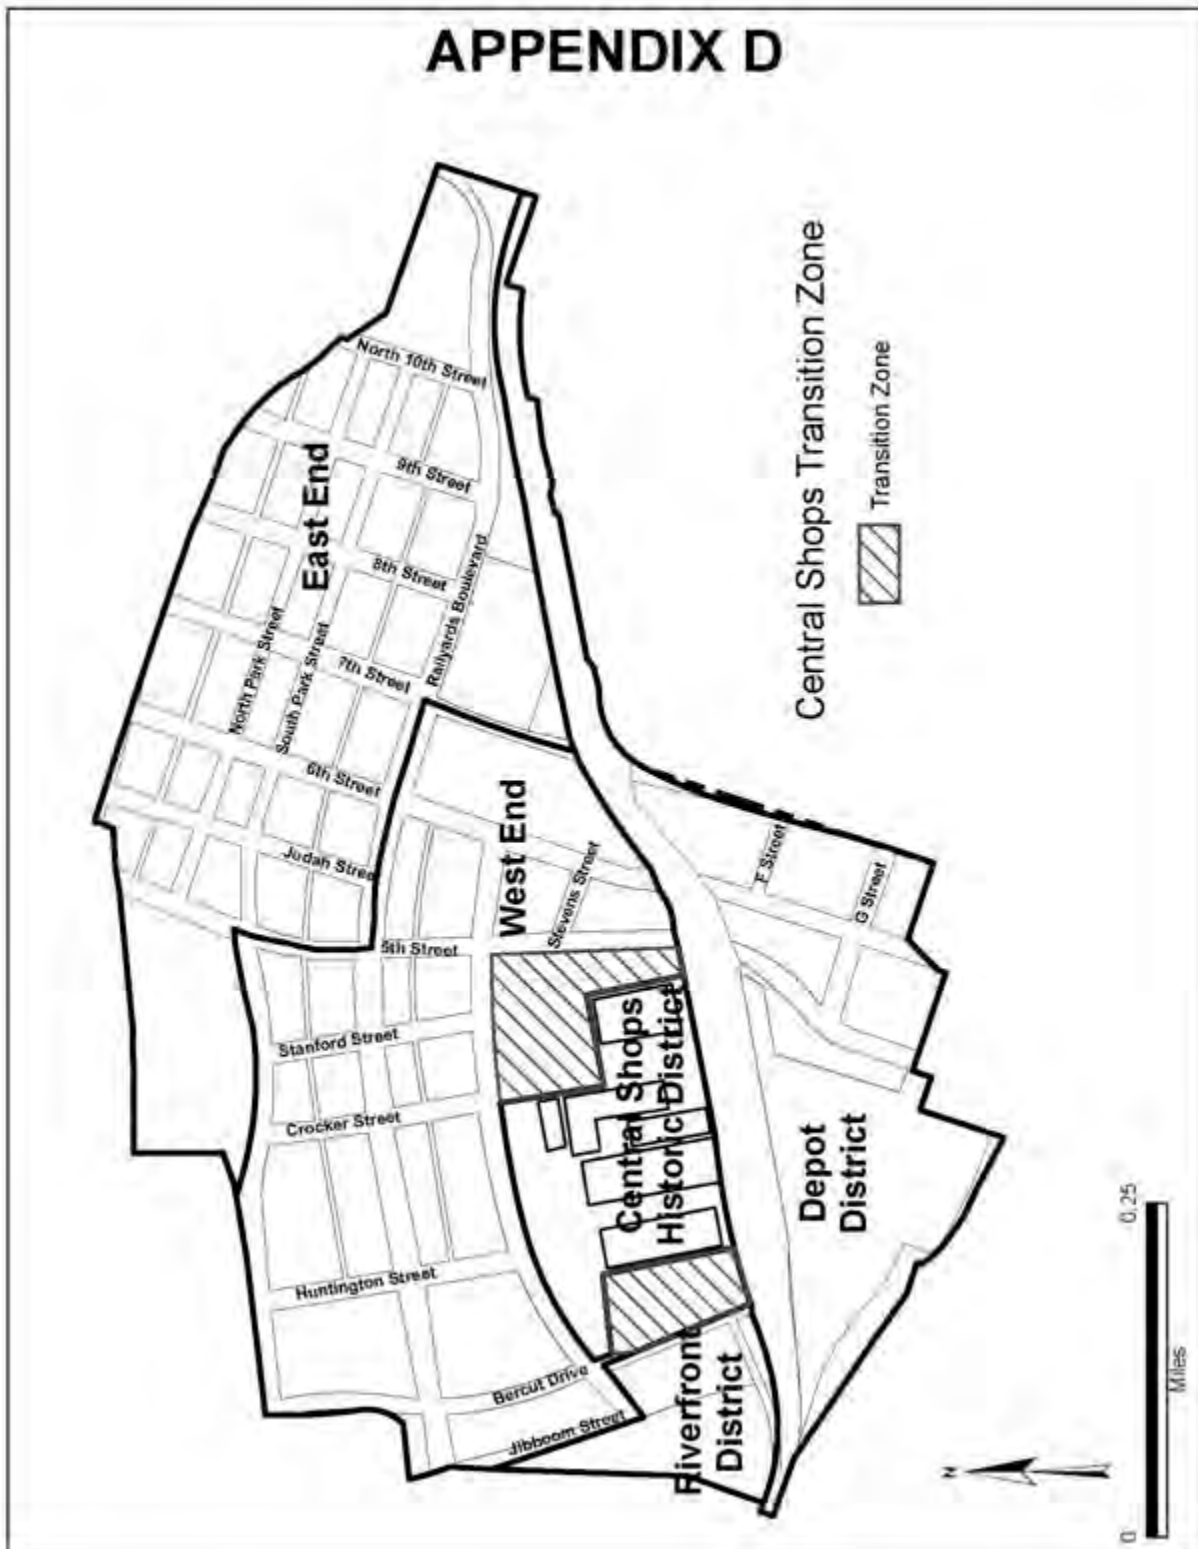 APPENDIX D
North 10th Street
East End
9th Street
8th Street
Railyards Boulevard
7th Street
North Park Street
South Park Street
6th Street
Judah Stree
West End
Stevens Street
5th Street
F Street
G Street
Stanford Street
Crocker Street
Central Shops
Historic District
Depot
District
Huntington Street
Bercut Drive
Jibboom Street
Riverfront
District
Central Shops Transition Zone
Transition Zone
N
0
0.25
Miles